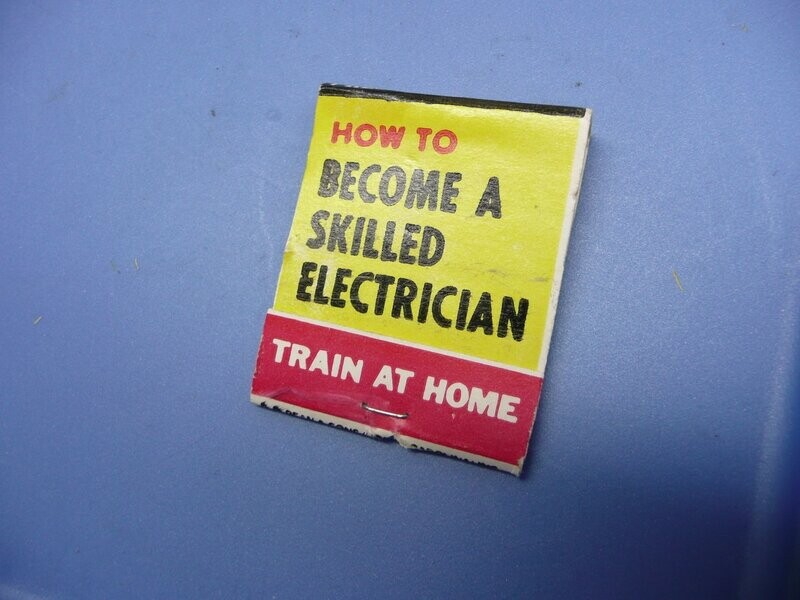 HOW TO
BECOME A
SKILLED
ELECTRICIAN
TRAIN AT HOME